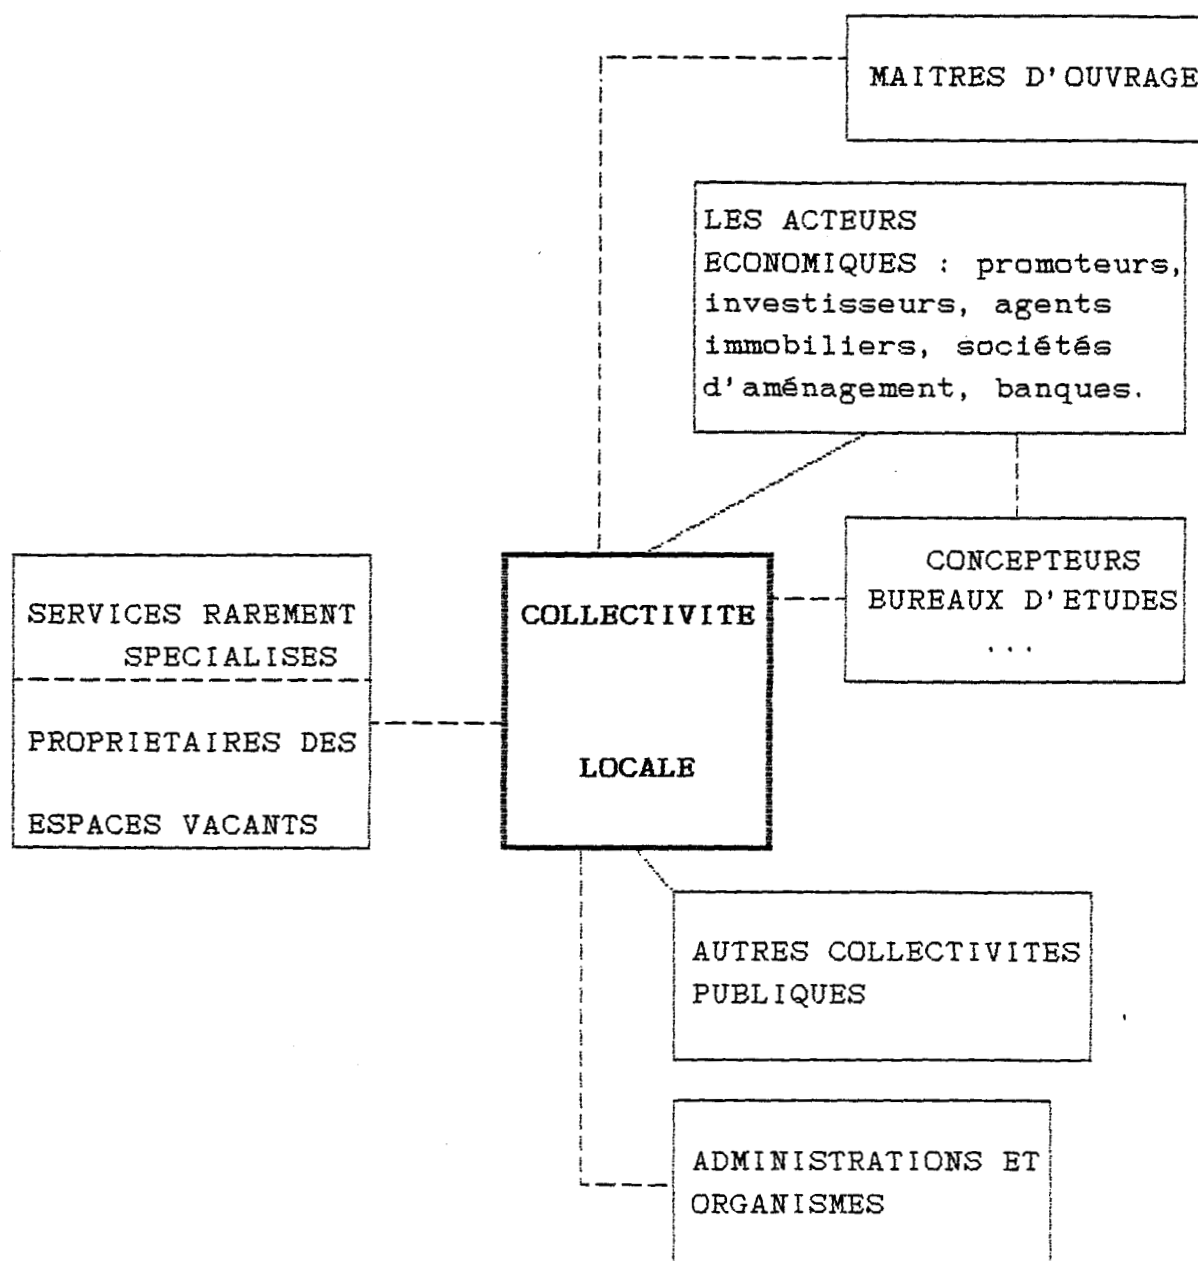 MAITRES D'OUVRAGE
LES ACTEURS
ECONOMIQUES : promoteurs,
investisseurs, agents
immobiliers, sociétés
d'aménagement, banques.
CONCEPTEURS
BUREAUX D'ETUDES
...
SERVICES RAREMENT
SPECIALISES
PROPRIETAIRES DES
ESPACES VACANTS
COLLECTIVITE
LOCALE
AUTRES COLLECTIVITES
PUBLIQUES
ADMINISTRATIONS ET
ORGANISMES